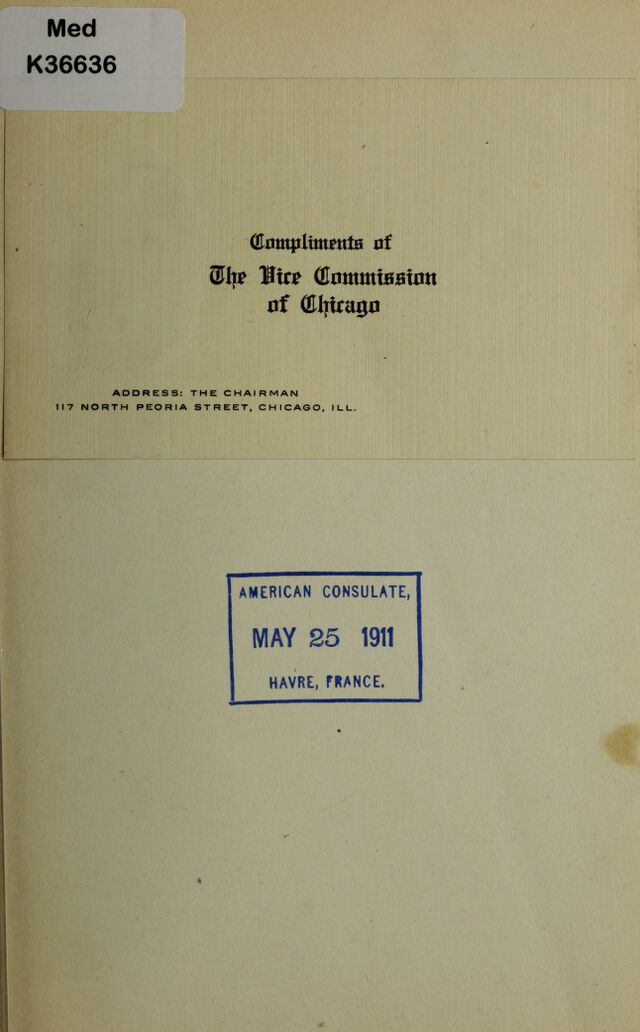 Med
K36636
Compliments of
The Vice Commission
of Chicago
ADDRESS: THE CHAIRMAN
117 NORTH PEORIA STREET, CHICAGO, ILL.
AMERICAN CONSULATE,
MAY 25 1911
HAVRE, FRANCE.